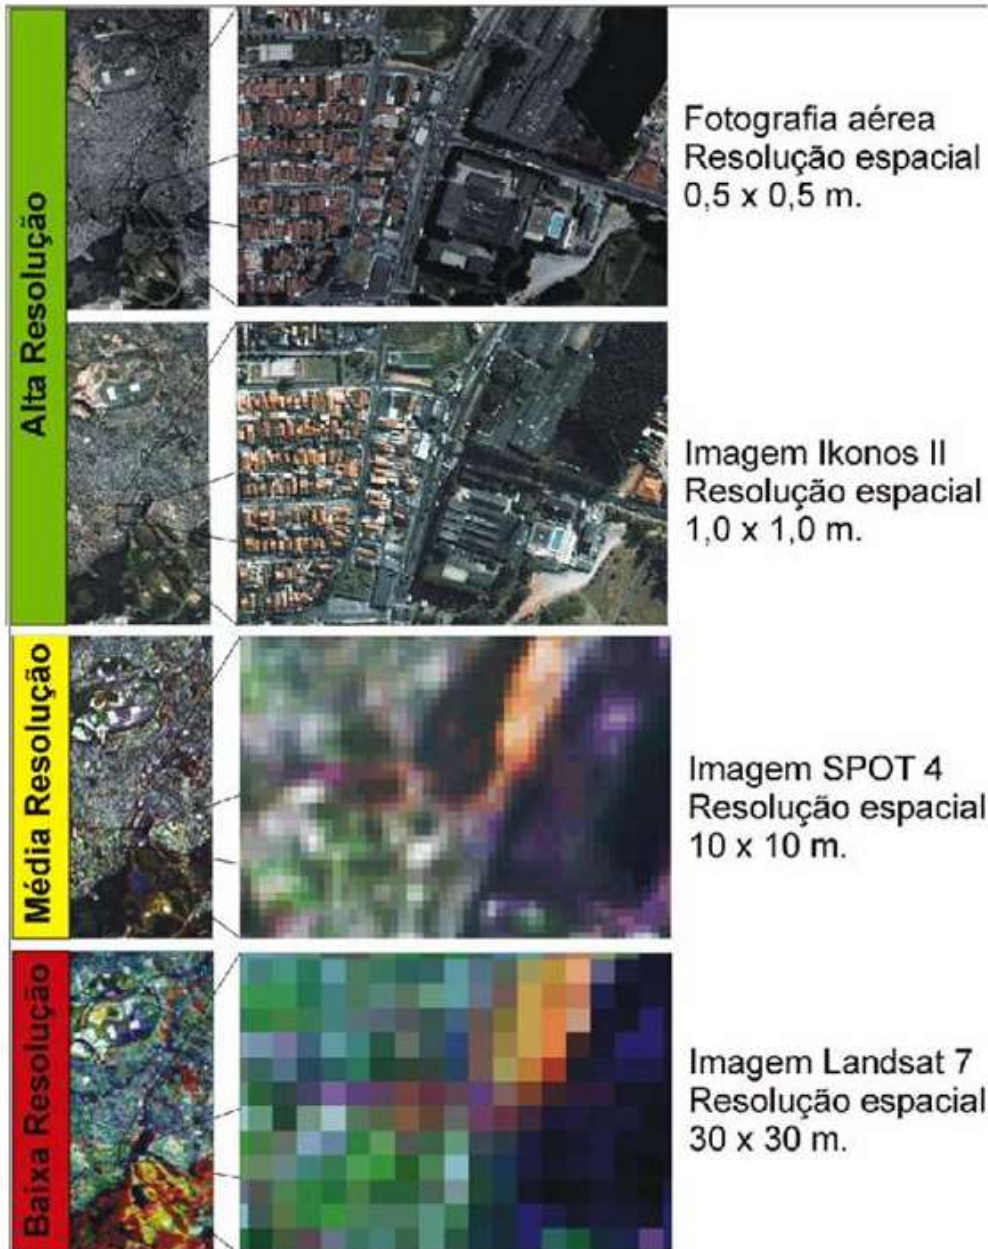 Alta Resolução
Fotografia aérea
Resolução espacial
0,5 x 0,5 m.
Imagem Ikonos II
Resolução espacial
1,0 x 1,0 m.
Média Resolução
Imagem SPOT 4
Resolução espacial
10 x 10 m.
Baixa Resolução
Imagem Landsat 7
Resolução espacial
30 x 30 m.